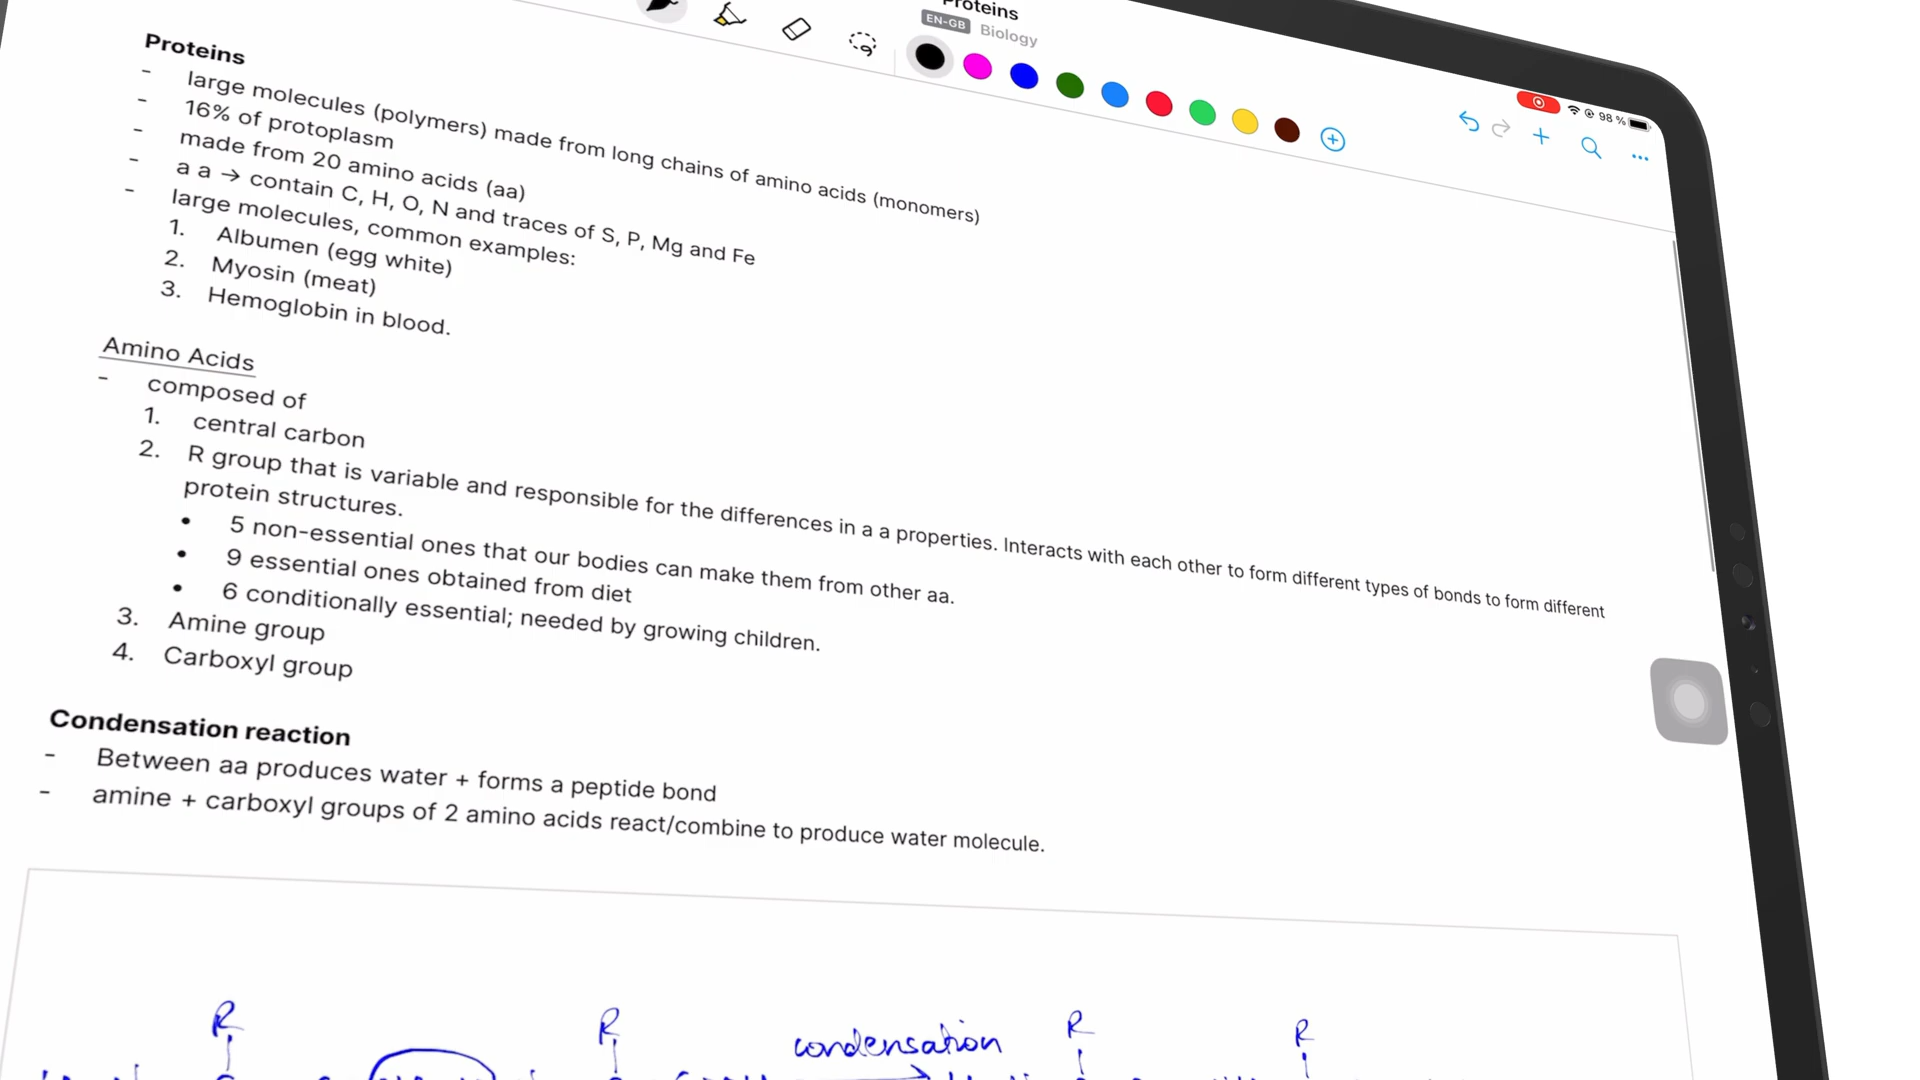 Proteins
EN-GB Biology
98 %
Proteins
- large molecules (polymers) made from long chains of amino acids (monomers)
- 16% of protoplasm
- made from 20 amino acids (aa)
- a a → contain C, H, O, N and traces of S, P, Mg and Fe
- large molecules, common examples:
1. Albumen (egg white)
2. Myosin (meat)
3. Hemoglobin in blood.
Amino Acids
- composed of
1. central carbon
2. R group that is variable and responsible for the differences in a a properties. Interacts with each other to form different types of bonds to form different
protein structures.
• 5 non-essential ones that our bodies can make them from other aa.
• 9 essential ones obtained from diet
• 6 conditionally essential; needed by growing children.
3. Amine group
4. Carboxyl group
Condensation reaction
- Between aa produces water + forms a peptide bond
- amine + carboxyl groups of 2 amino acids react/combine to produce water molecule.
R R condensation R R